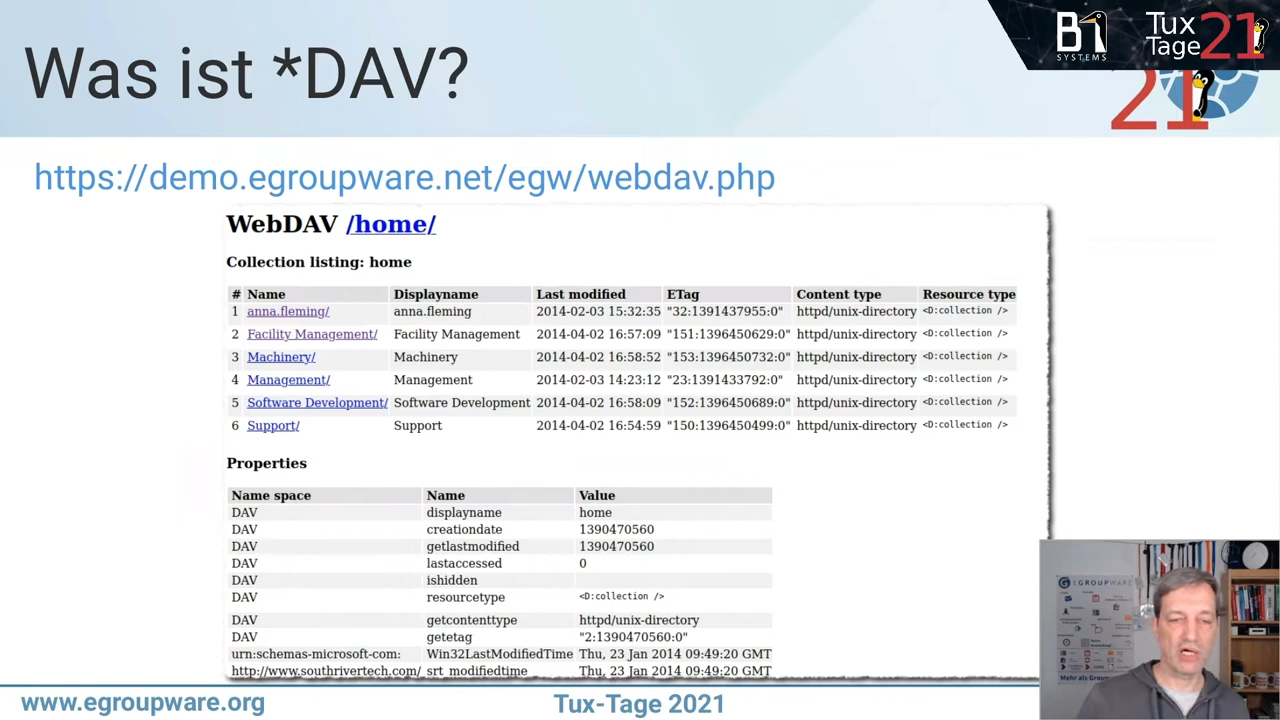 Was ist *DAV?
B1
SYSTEMS
Tux
Tage 21
21
https://demo.egroupware.net/egw/webdav.php
WebDAV /home/
Collection listing: home
# Name Displayname Last modified ETag Content type Resource type
1 anna.fleming/ anna.fleming 2014-02-03 15:32:35 "32:1391437955:0" httpd/unix-directory <D:collection />
2 Facility Management/ Facility Management 2014-04-02 16:57:09 "151:1396450629:0" httpd/unix-directory <D:collection />
3 Machinery/ Machinery 2014-04-02 16:58:52 "153:1396450732:0" httpd/unix-directory <D:collection />
4 Management/ Management 2014-02-03 14:23:12 "23:1391433792:0" httpd/unix-directory <D:collection />
5 Software Development/ Software Development 2014-04-02 16:58:09 "152:1396450689:0" httpd/unix-directory <D:collection />
6 Support/ Support 2014-04-02 16:54:59 "150:1396450499:0" httpd/unix-directory <D:collection />
Properties
Name space Name Value
DAV displayname home
DAV creationdate 1390470560
DAV getlastmodified 1390470560
DAV lastaccessed 0
DAV ishidden
DAV resourcetype <D:collection />
DAV getcontenttype httpd/unix-directory
DAV getetag "2:1390470560:0"
urn:schemas-microsoft-com: Win32LastModifiedTime Thu, 23 Jan 2014 09:49:20 GMT
http://www.southrivertech.com/ srt_modifiedtime Thu, 23 Jan 2014 09:49:20 GMT
EGROUPWARE
Mehr als
www.egroupware.org
Tux-Tage 2021